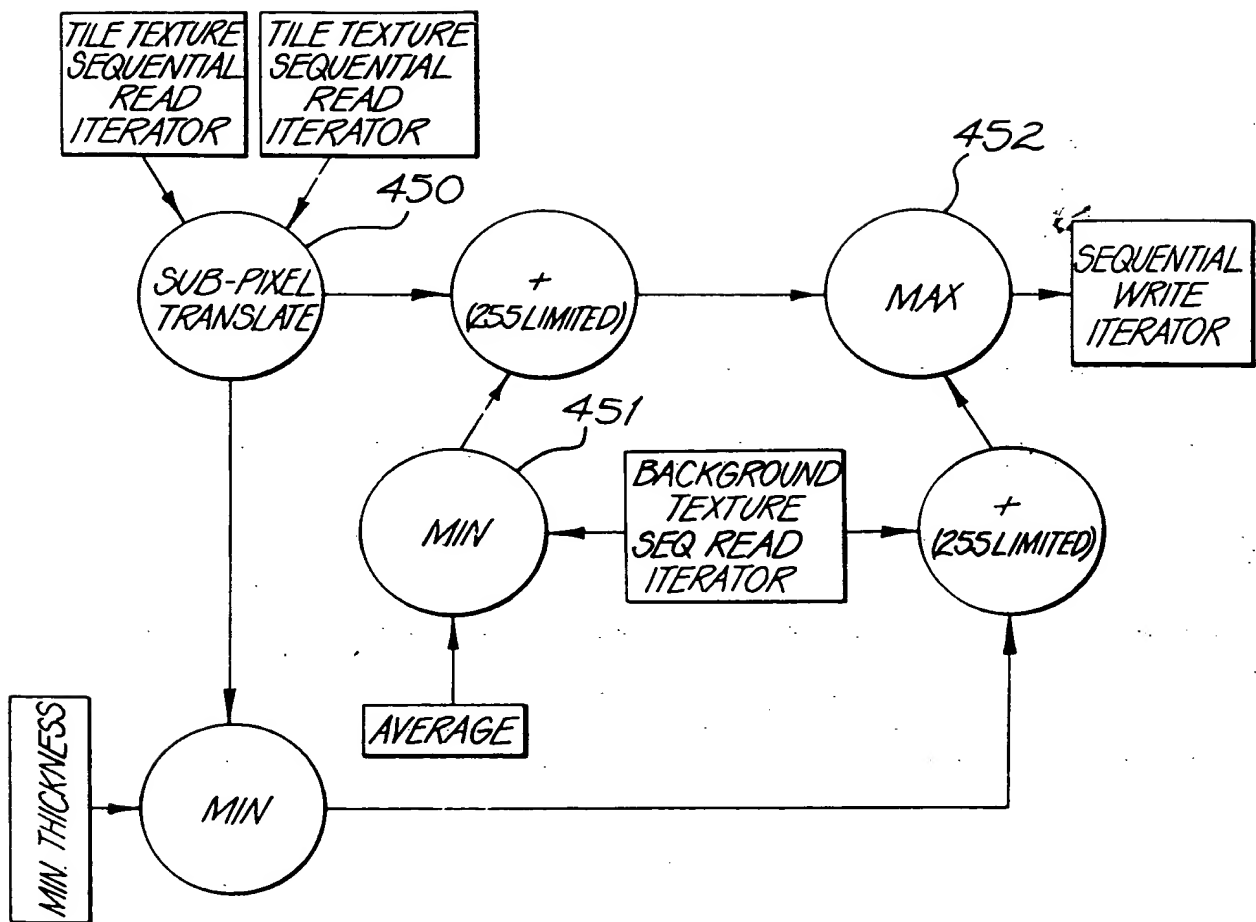 TILE TEXTURE
SEQUENTIAL
READ
ITERATOR
TILE TEXTURE
SEQUENTIAL
READ
ITERATOR
450
452
SUB-PIXEL
TRANSLATE
+
(255 LIMITED)
MAX
SEQUENTIAL
WRITE
ITERATOR
451
MIN
BACKGROUND
TEXTURE
SEQ READ
ITERATOR
+
(255 LIMITED)
AVERAGE
MIN. THICKNESS
MIN